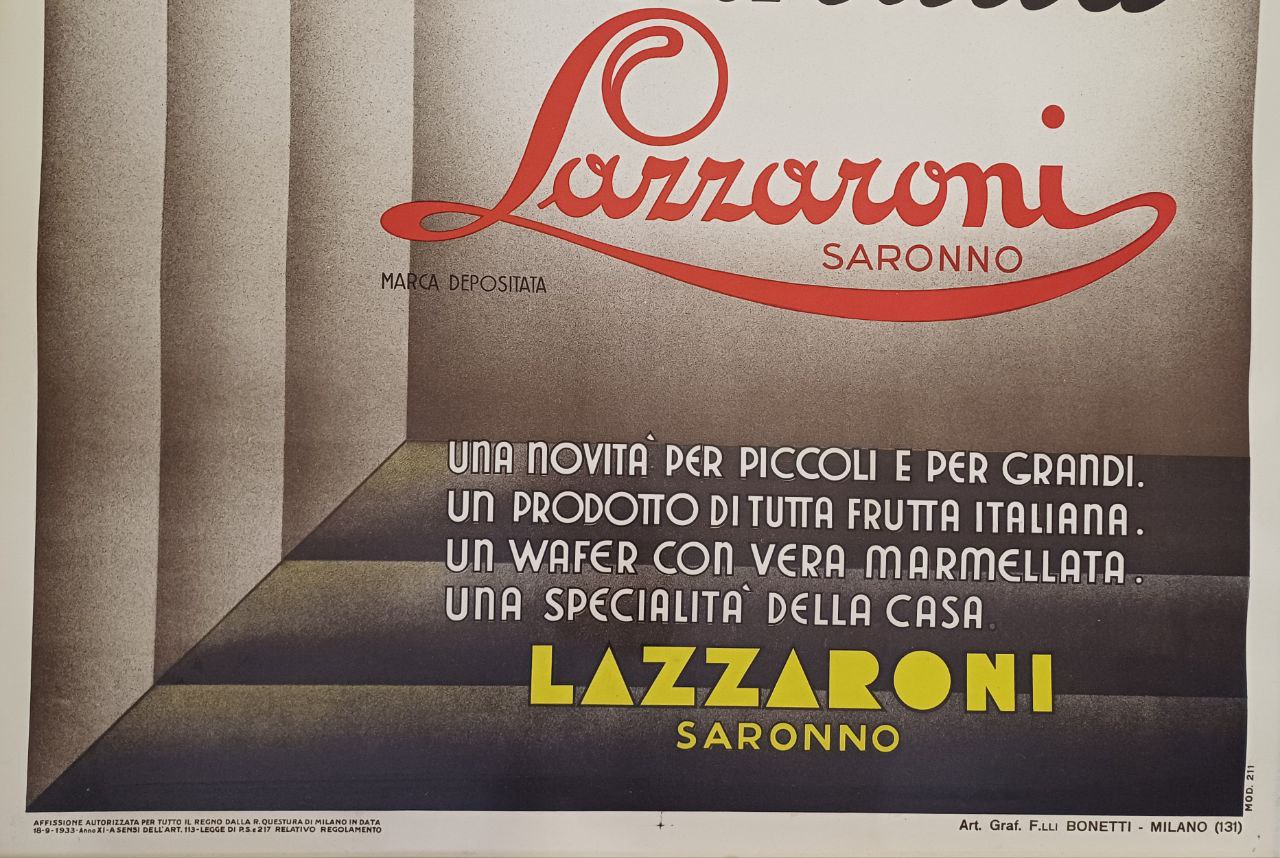 Lazzaroni
SARONNO
MARCA DEPOSITATA
UNA NOVITA` PER PICCOLI E PER GRANDI.
UN PRODOTTO DI TUTTA FRUTTA ITALIANA.
UN WAFER CON VERA MARMELLATA.
UNA SPECIALITA` DELLA CASA.
LAZZARONI
SARONNO
MOD. 211
AFFISSIONE AUTORIZZATA PER TUTTO IL REGNO DALLA R. QUESTURA DI MILANO IN DATA
18-9-1933-Anno XI-A SENSI DELL'ART. 113-LEGGE DI P.S. e 217 RELATIVO REGOLAMENTO
Art. Graf. F.LLI BONETTI - MILANO (131)